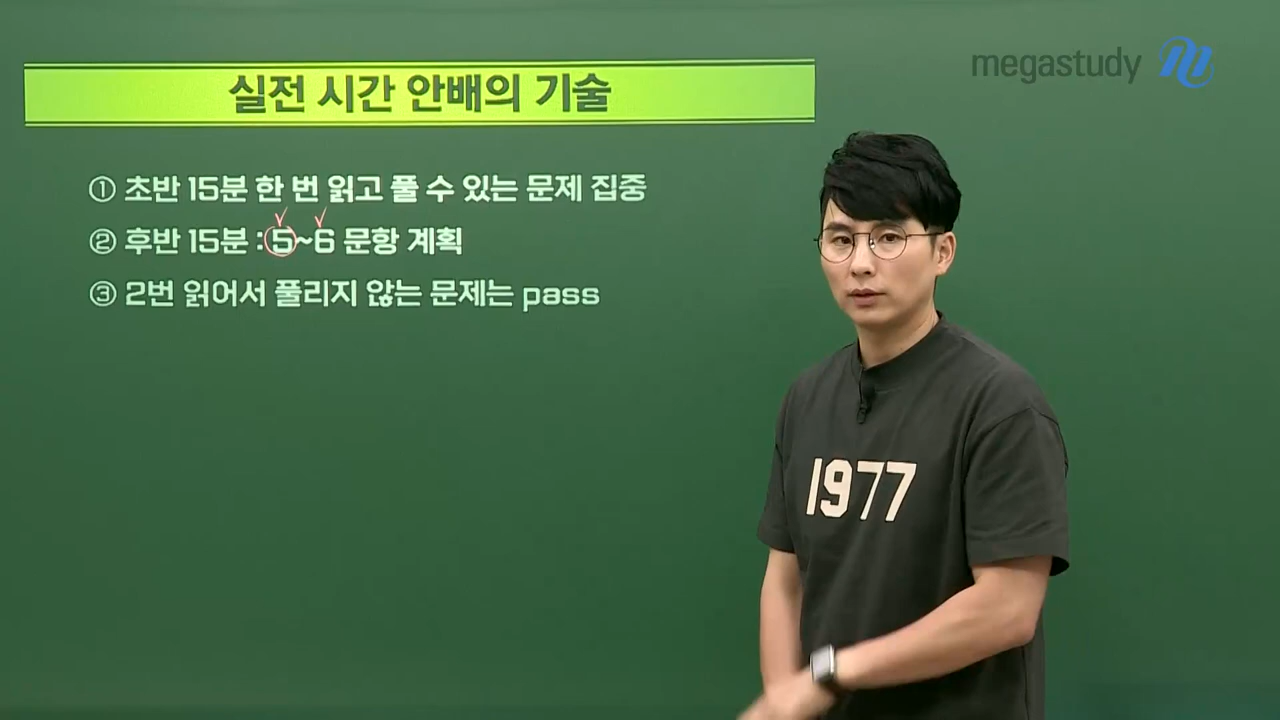 megastudy
실전 시간 안배의 기술
① 초반 15분 한 번 읽고 풀 수 있는 문제 집중
② 후반 15분 : 5~6 문항 계획
③ 2번 읽어서 풀리지 않는 문제는 pass
1977